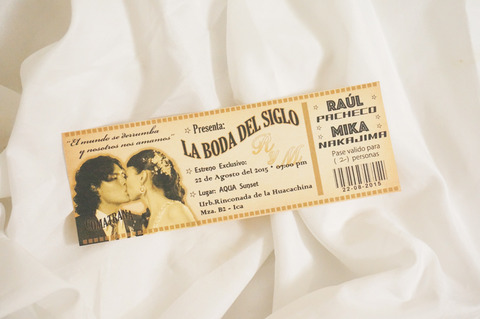 "El mundo se derrumba
y nosotros nos amamos"
Presenta:
LA BODA DEL SIGLO
R y M
Estreno Exclusivo:
22 de Agosto del 2015 • 07:00 pm
Lugar: AQUA Sunset
Urb.Rinconada de la Huacachina
Mza. B2 - Ica
RAÚL
PACHECO
MIKA
NAKAJIMA
Pase valido para
( 2-) personas
22-08-2015